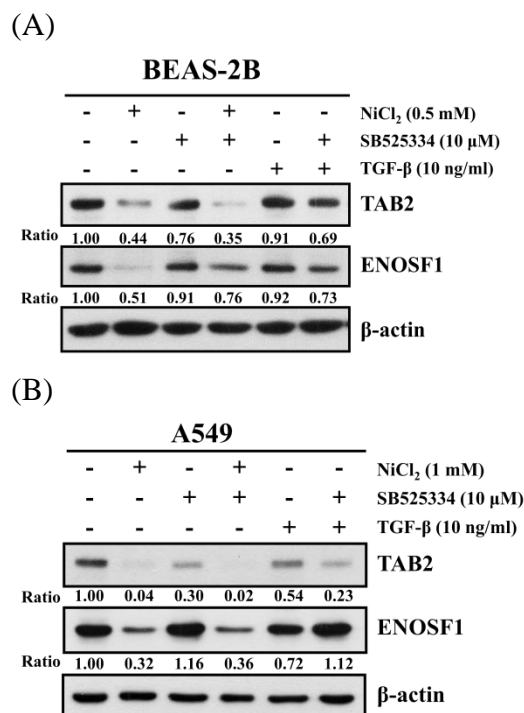 (A)
BEAS-2B
- + - + - - NiCl₂ (0.5 mM)
- - + + - + SB525334 (10 μM)
- - - - + + TGF-β (10 ng/ml)
TAB2
Ratio 1.00 0.44 0.76 0.35 0.91 0.69
ENOSF1
Ratio 1.00 0.51 0.91 0.76 0.92 0.73
β-actin
(B)
A549
- + - + - - NiCl₂ (1 mM)
- - + + - + SB525334 (10 μM)
- - - - + + TGF-β (10 ng/ml)
TAB2
Ratio 1.00 0.04 0.30 0.02 0.54 0.23
ENOSF1
Ratio 1.00 0.32 1.16 0.36 0.72 1.12
β-actin